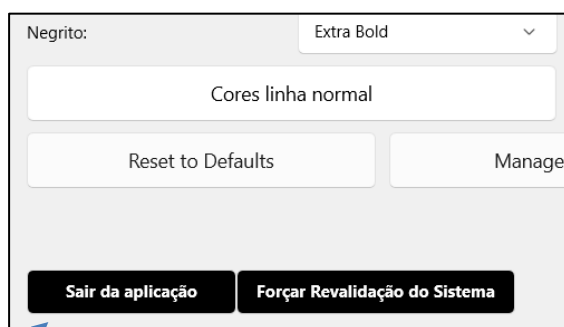 Negrito: Extra Bold
Cores linha normal
Reset to Defaults Manage
Sair da aplicação Forçar Revalidação do Sistema